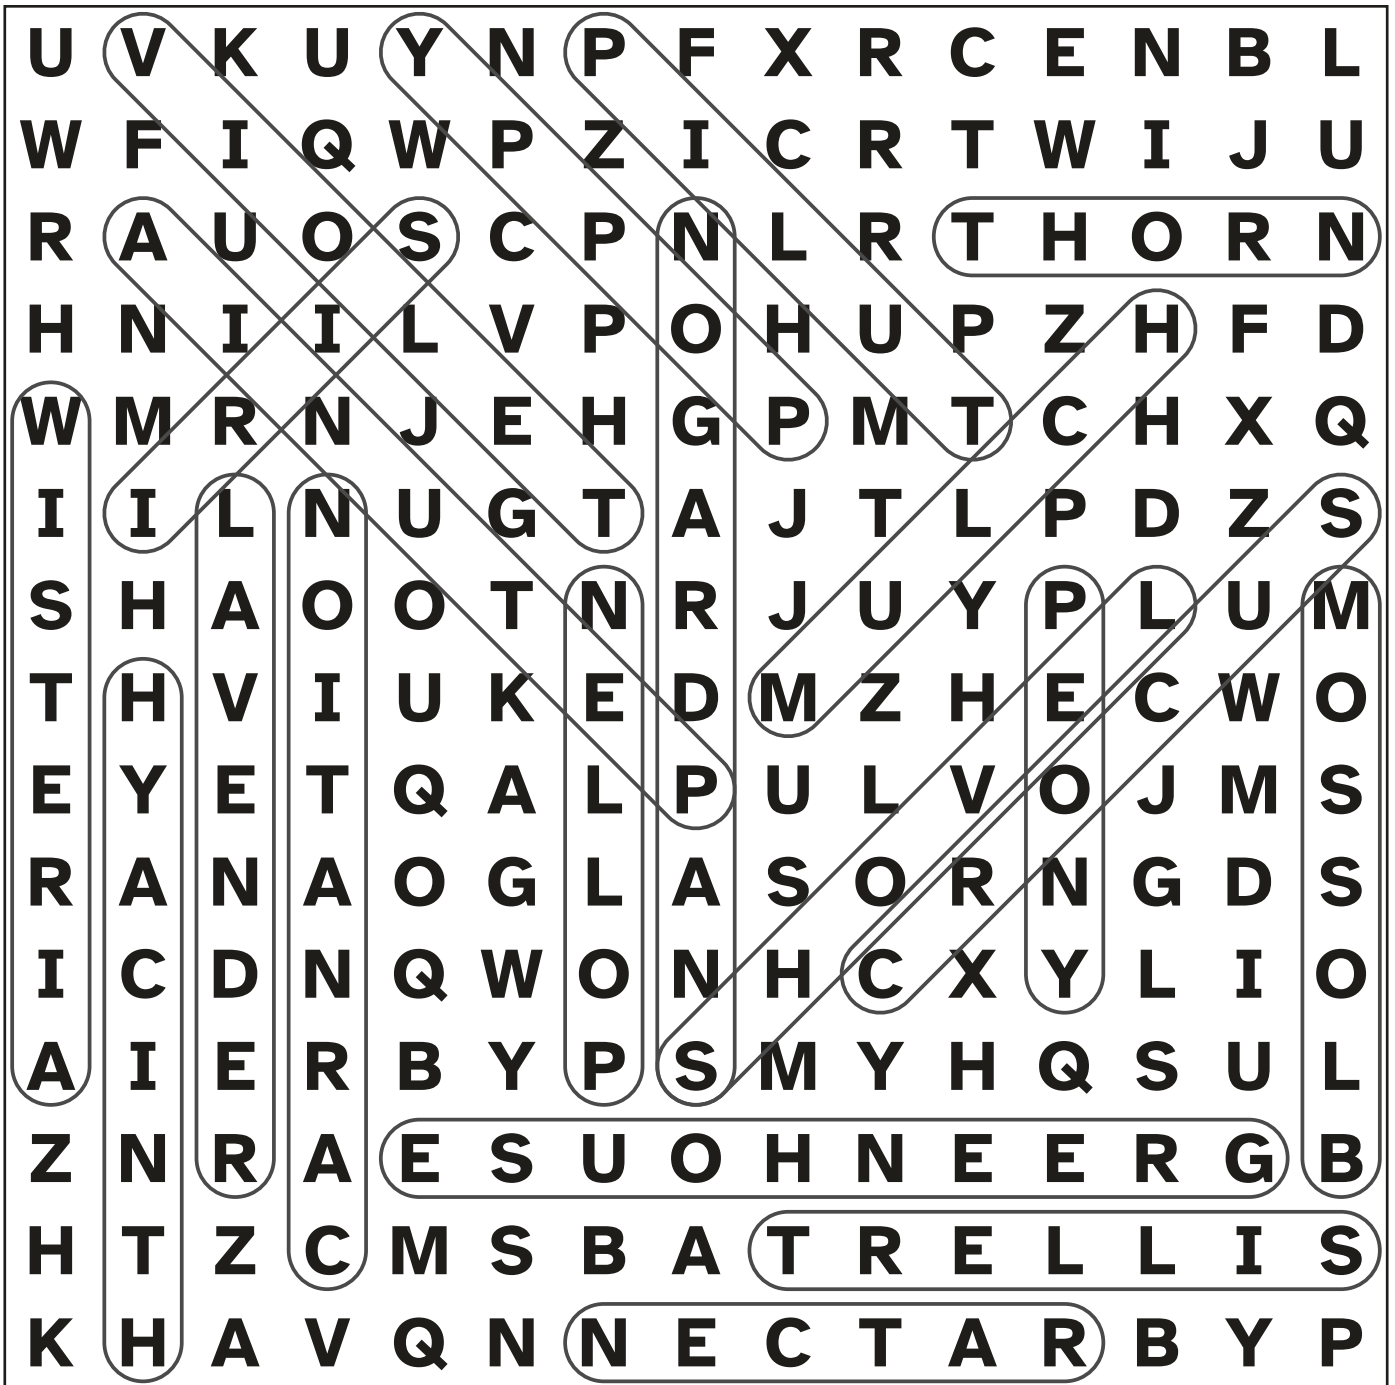 U V K U Y N P F X R C E N B L
W F I Q W P Z I C R T W I J U
R A U O S C P N L R T H O R N
H N I I L V P O H U P Z H F D
W M R N J E H G P M T C H X Q
I I L N U G T A J T L P D Z S
S H A O O T N R J U Y P L U M
T H V I U K E D M Z H E C W O
E Y E T Q A L P U L V O J M S
R A N A O G L A S O R N G D S
I C D N Q W O N H C X Y L I O
A I E R B Y P S M Y H Q S U L
Z N R A E S U O H N E E R G B
H T Z C M S B A T R E L L I S
K H A V Q N N E C T A R B Y P